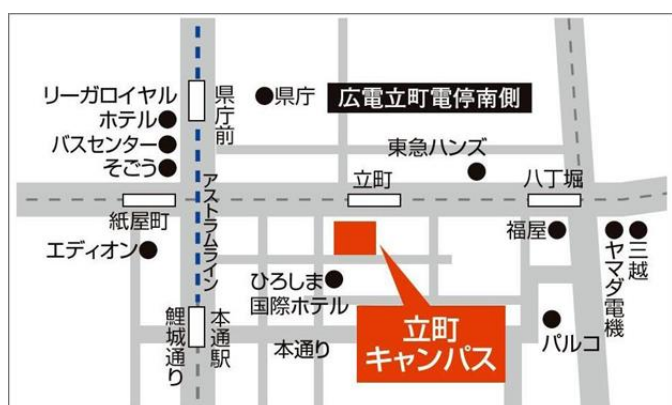 リーガロイヤル
ホテル
バスセンター
そごう
県庁前
県庁
広電立町電停南側
東急ハンズ
紙屋町
立町
八丁堀
アストラムライン
エディオン
福屋
ヤマダ電機
三越
ひろしま
国際ホテル
鯉城通り
本通駅
本通り
立町
キャンパス
パルコ